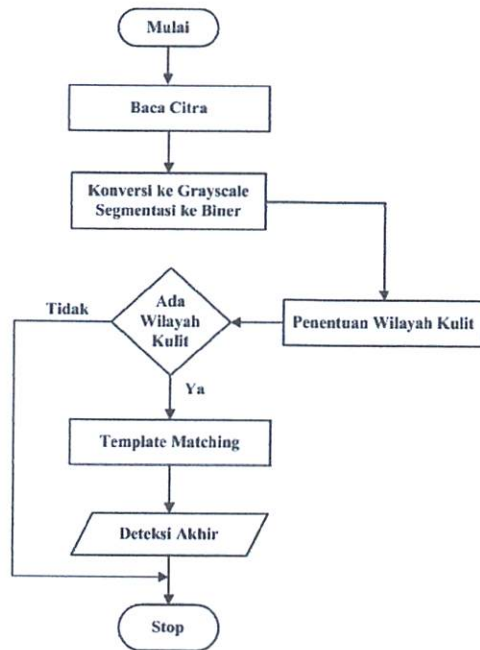 Mulai
Baca Citra
Konversi ke Grayscale
Segmentasi ke Biner
Penentuan Wilayah Kulit
Ada
Wilayah
Kulit
Tidak
Ya
Template Matching
Deteksi Akhir
Stop